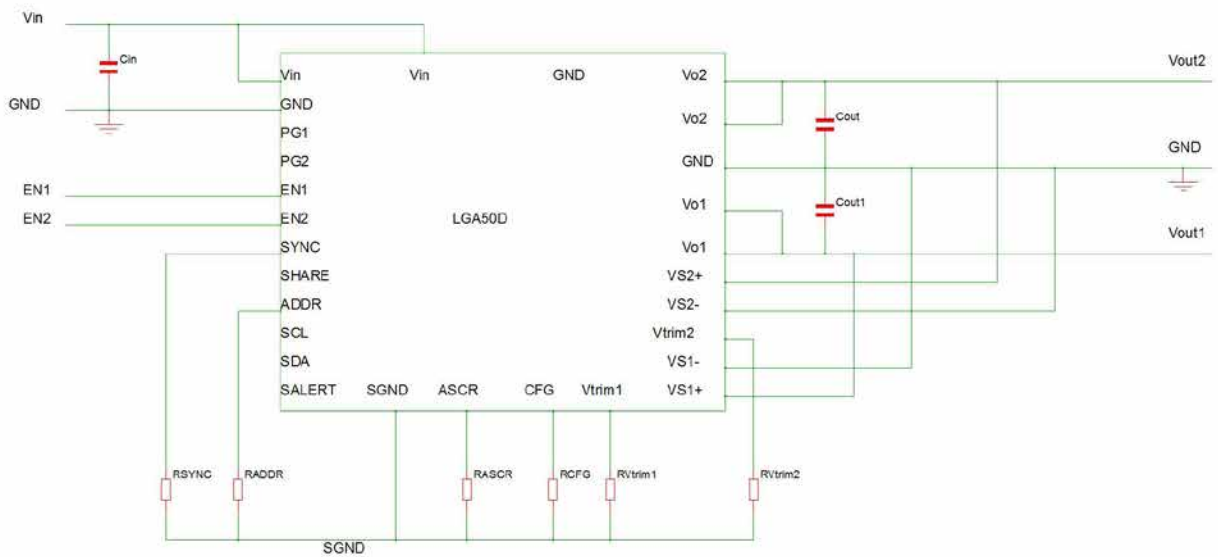 Vin
Cin
GND
EN1
EN2
Vin
Vin
GND
Vo2
GND
PG1
PG2
EN1
EN2
SYNC
SHARE
ADDR
SCL
SDA
SALERT
SGND
ASCR
CFG
Vtrim1
LGA50D
Vo2
GND
Vo1
Vo1
VS2+
VS2-
Vtrim2
VS1-
VS1+
Cout
Cout1
Vout2
GND
Vout1
RSYNC
RADDR
RASCR
RCFG
RVtrim1
RVtrim2
SGND